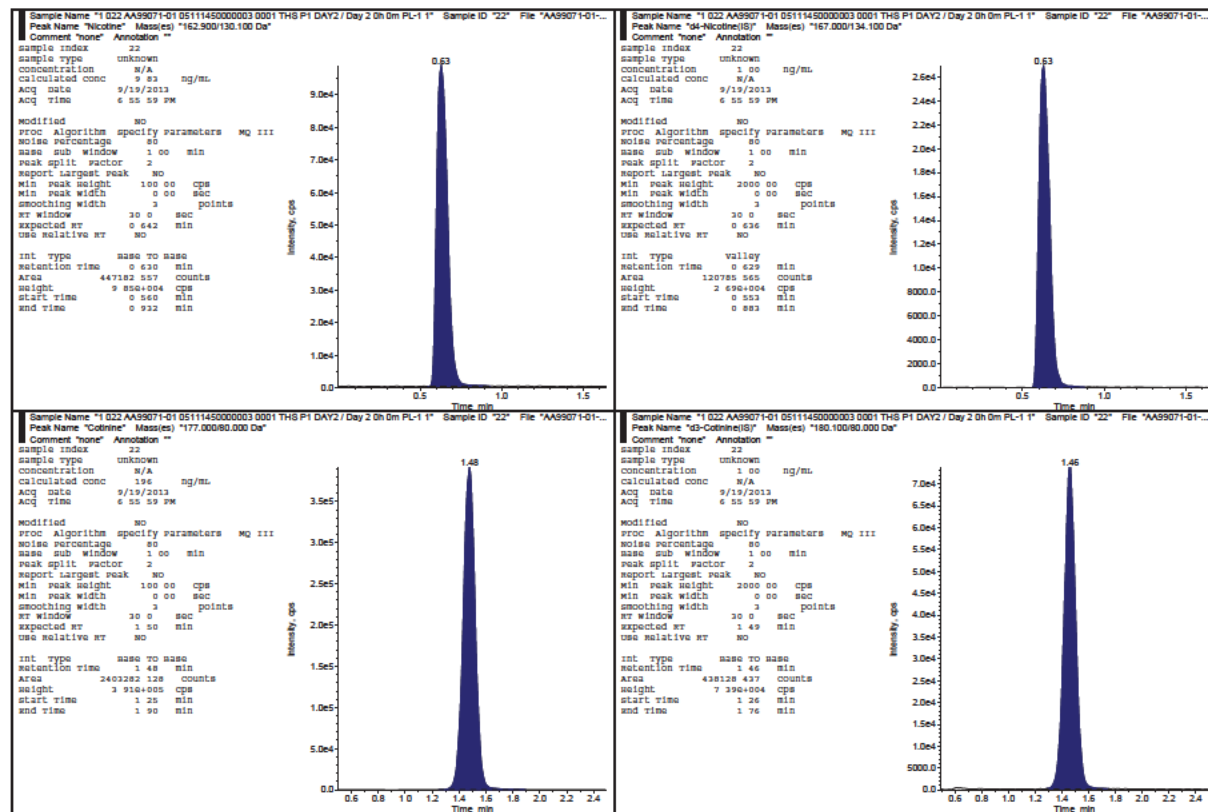 Sample Name "1 022 AA99071-01 05111450000003 0001 THS P1 DAY2 / Day 2 0h 0m PL-1 1" Sample ID "22" File "AA99071-01-...
Peak Name "Nicotine" Mass(es) "162.900/130.100 Da"
Comment "none" Annotation ""
Sample Index 22
Sample Type Unknown
Concentration N/A
Calculated Conc 9 83 ng/mL
Acq Date 9/19/2013
Acq Time 6 55 59 PM
Modified NO
Proc Algorithm Specify Parameters MQ III
Noise Percentage 80
Base Sub Window 1 00 min
Peak Split Factor 2
Report Largest Peak NO
Min Peak Height 100 00 cps
Min Peak Width 0 00 sec
Smoothing Width 3 points
RT Window 30 0 sec
Expected RT 0 642 min
Use Relative RT NO
Int Type Base To Base
Retention Time 0 630 min
Area 447182 557 counts
Height 9 85e+004 cps
Start Time 0 560 min
End Time 0 932 min
0.63
9.0e4
8.0e4
7.0e4
6.0e4
5.0e4
4.0e4
3.0e4
2.0e4
1.0e4
0.0
Intensity, cps
0.5 1.0 1.5
Time min
Sample Name "1 022 AA99071-01 05111450000003 0001 THS P1 DAY2 / Day 2 0h 0m PL-1 1" Sample ID "22" File "AA99071-01-...
Peak Name "d4-Nicotine(IS)" Mass(es) "167.000/134.100 Da"
Comment "none" Annotation ""
Sample Index 22
Sample Type Unknown
Concentration 1 00 ng/mL
Calculated Conc N/A
Acq Date 9/19/2013
Acq Time 6 55 59 PM
Modified NO
Proc Algorithm Specify Parameters MQ III
Noise Percentage 80
Base Sub Window 1 00 min
Peak Split Factor 2
Report Largest Peak NO
Min Peak Height 2000 00 cps
Min Peak Width 0 00 sec
Smoothing Width 3 points
RT Window 30 0 sec
Expected RT 0 636 min
Use Relative RT NO
Int Type Valley
Retention Time 0 629 min
Area 120785 565 counts
Height 2 69e+004 cps
Start Time 0 553 min
End Time 0 883 min
0.63
2.6e4
2.4e4
2.2e4
2.0e4
1.8e4
1.6e4
1.4e4
1.2e4
1.0e4
8000.0
6000.0
4000.0
2000.0
0.0
Intensity, cps
0.5 1.0 1.5
Time min
Sample Name "1 022 AA99071-01 05111450000003 0001 THS P1 DAY2 / Day 2 0h 0m PL-1 1" Sample ID "22" File "AA99071-01-...
Peak Name "Cotinine" Mass(es) "177.000/80.000 Da"
Comment "none" Annotation ""
Sample Index 22
Sample Type Unknown
Concentration N/A
Calculated Conc 196 ng/mL
Acq Date 9/19/2013
Acq Time 6 55 59 PM
Modified NO
Proc Algorithm Specify Parameters MQ III
Noise Percentage 80
Base Sub Window 1 00 min
Peak Split Factor 2
Report Largest Peak NO
Min Peak Height 100 00 cps
Min Peak Width 0 00 sec
Smoothing Width 3 points
RT Window 30 0 sec
Expected RT 1 50 min
Use Relative RT NO
Int Type Base To Base
Retention Time 1 48 min
Area 2403282 128 counts
Height 3 91e+005 cps
Start Time 1 25 min
End Time 1 90 min
1.48
3.5e5
3.0e5
2.5e5
2.0e5
1.5e5
1.0e5
5.0e4
0.0
Intensity, cps
0.6 0.8 1.0 1.2 1.4 1.6 1.8 2.0 2.2 2.4
Time min
Sample Name "1 022 AA99071-01 05111450000003 0001 THS P1 DAY2 / Day 2 0h 0m PL-1 1" Sample ID "22" File "AA99071-01-...
Peak Name "d3-Cotinine(IS)" Mass(es) "180.100/80.000 Da"
Comment "none" Annotation ""
Sample Index 22
Sample Type Unknown
Concentration 1 00 ng/mL
Calculated Conc N/A
Acq Date 9/19/2013
Acq Time 6 55 59 PM
Modified NO
Proc Algorithm Specify Parameters MQ III
Noise Percentage 80
Base Sub Window 1 00 min
Peak Split Factor 2
Report Largest Peak NO
Min Peak Height 2000 00 cps
Min Peak Width 0 00 sec
Smoothing Width 3 points
RT Window 30 0 sec
Expected RT 1 49 min
Use Relative RT NO
Int Type Base To Base
Retention Time 1 46 min
Area 438128 437 counts
Height 7 39e+004 cps
Start Time 1 26 min
End Time 1 76 min
1.46
7.0e4
6.5e4
6.0e4
5.5e4
5.0e4
4.5e4
4.0e4
3.5e4
3.0e4
2.5e4
2.0e4
1.5e4
1.0e4
5000.0
0.0
Intensity, cps
0.6 0.8 1.0 1.2 1.4 1.6 1.8 2.0 2.2 2.4
Time min